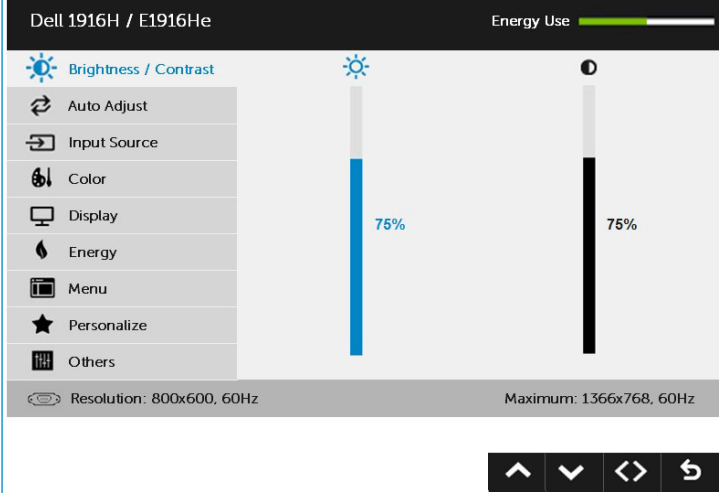 Dell 1916H / E1916He
Energy Use
Brightness / Contrast
Auto Adjust
Input Source
Color
Display
75%
75%
Energy
Menu
Personalize
Others
Resolution: 800x600, 60Hz
Maximum: 1366x768, 60Hz